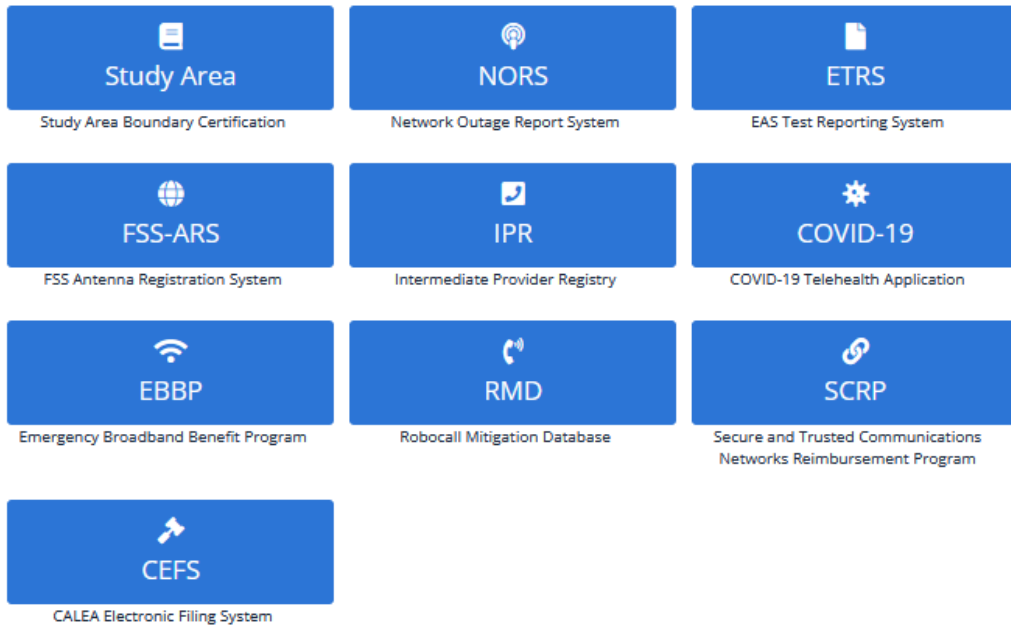 Study Area
NORS
ETRS
Study Area Boundary Certification
Network Outage Report System
EAS Test Reporting System
FSS-ARS
IPR
COVID-19
FSS Antenna Registration System
Intermediate Provider Registry
COVID-19 Telehealth Application
EBBP
RMD
SCRP
Emergency Broadband Benefit Program
Robocall Mitigation Database
Secure and Trusted Communications
Networks Reimbursement Program
CEFS
CALEA Electronic Filing System